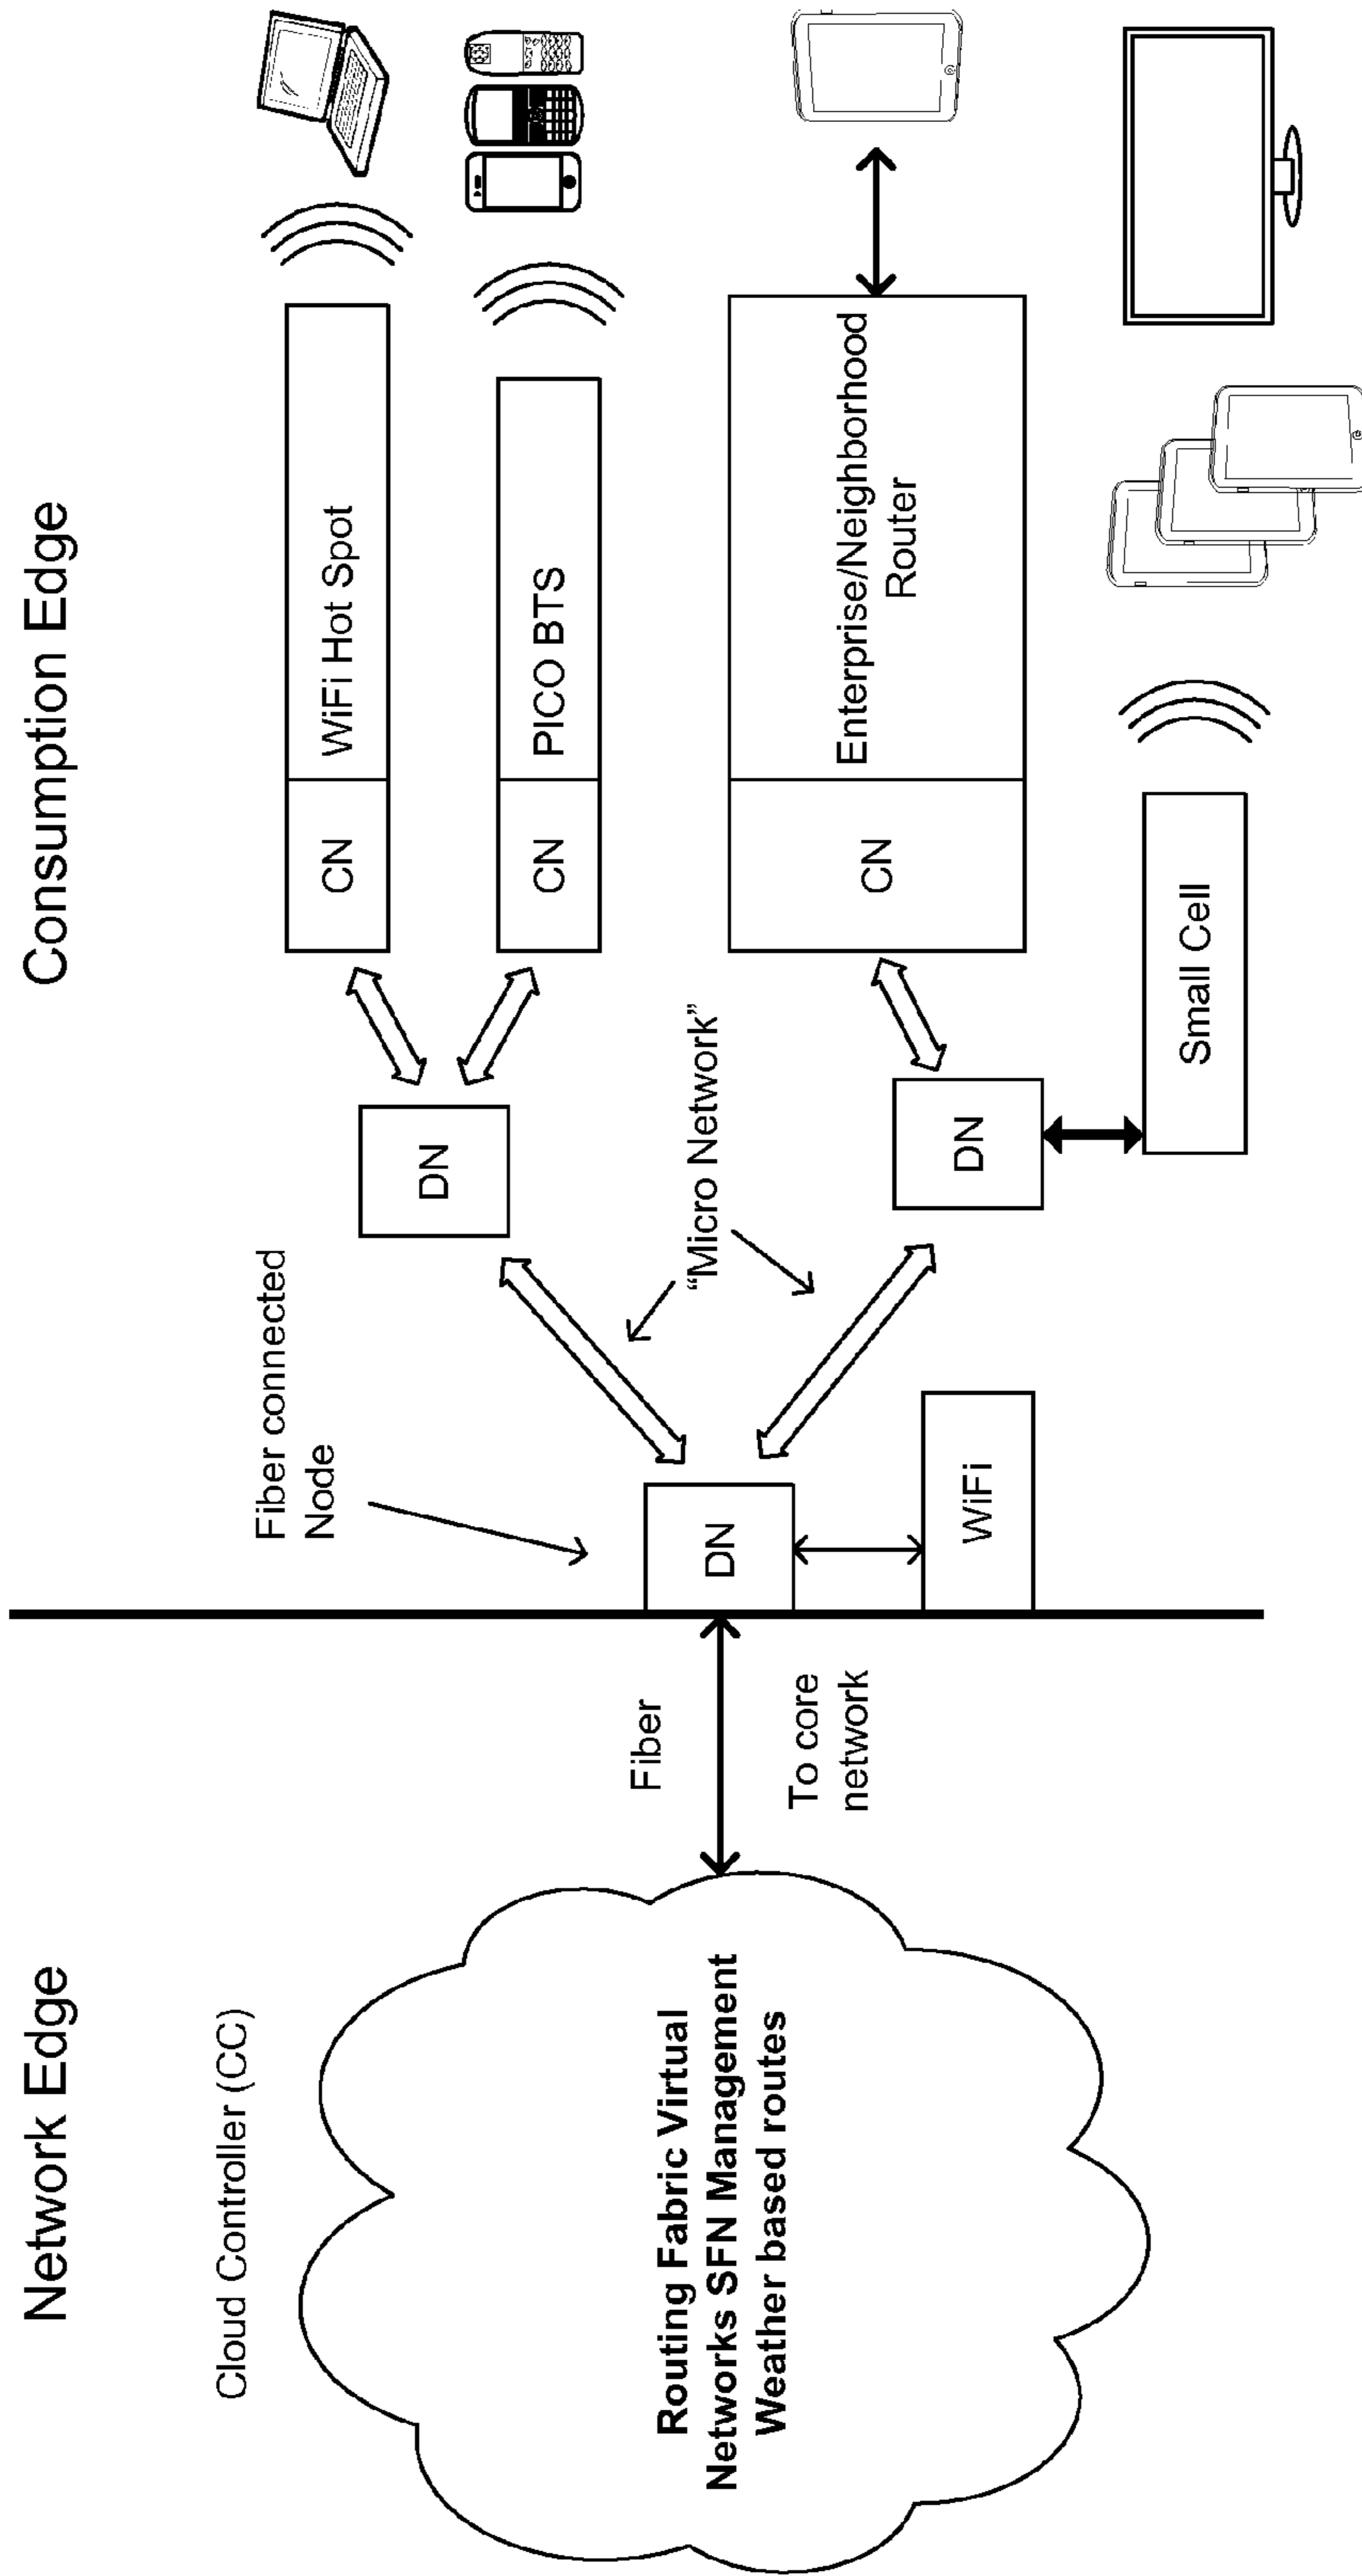 Network Edge
Consumption Edge
Cloud Controller (CC)
Routing Fabric Virtual
Networks SFN Management
Weather based routes
Fiber
To core
network
Fiber connected
Node
DN
WiFi
“Micro Network”
DN
DN
CN
WiFi Hot Spot
CN
PICO BTS
CN
Enterprise/Neighborhood
Router
Small Cell